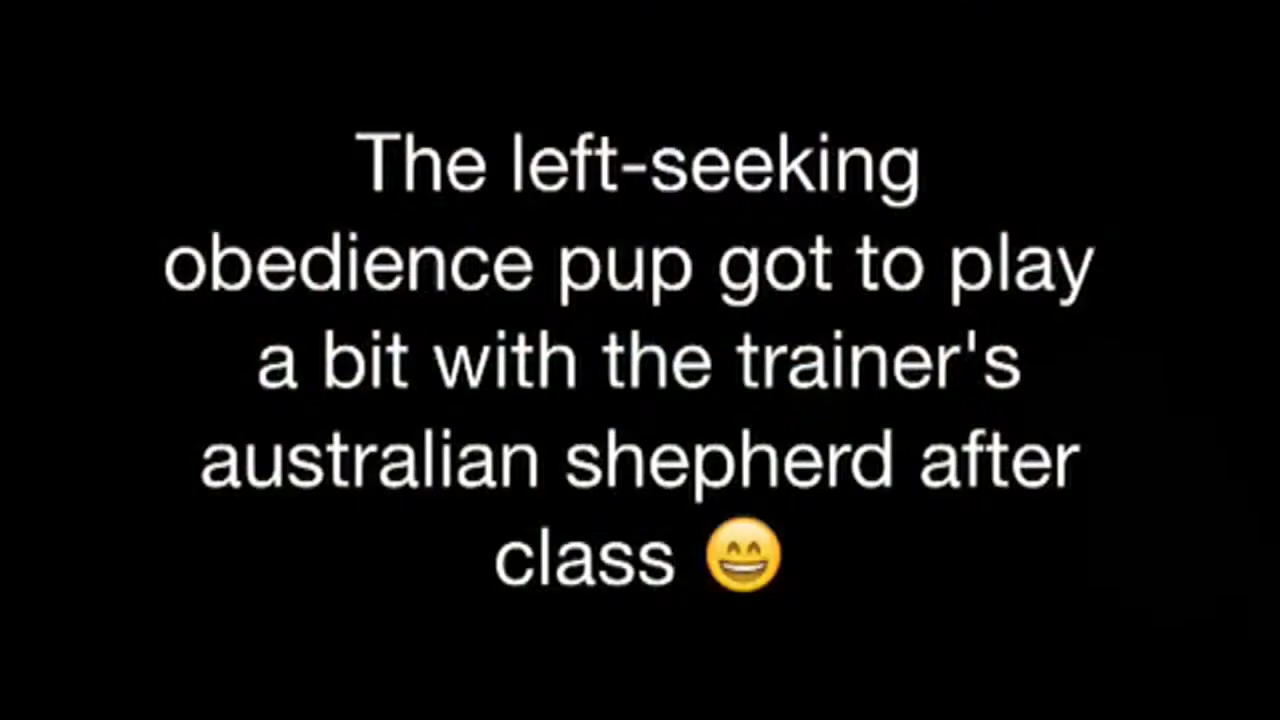 The left-seeking
obedience pup got to play
a bit with the trainer's
australian shepherd after
class 😄